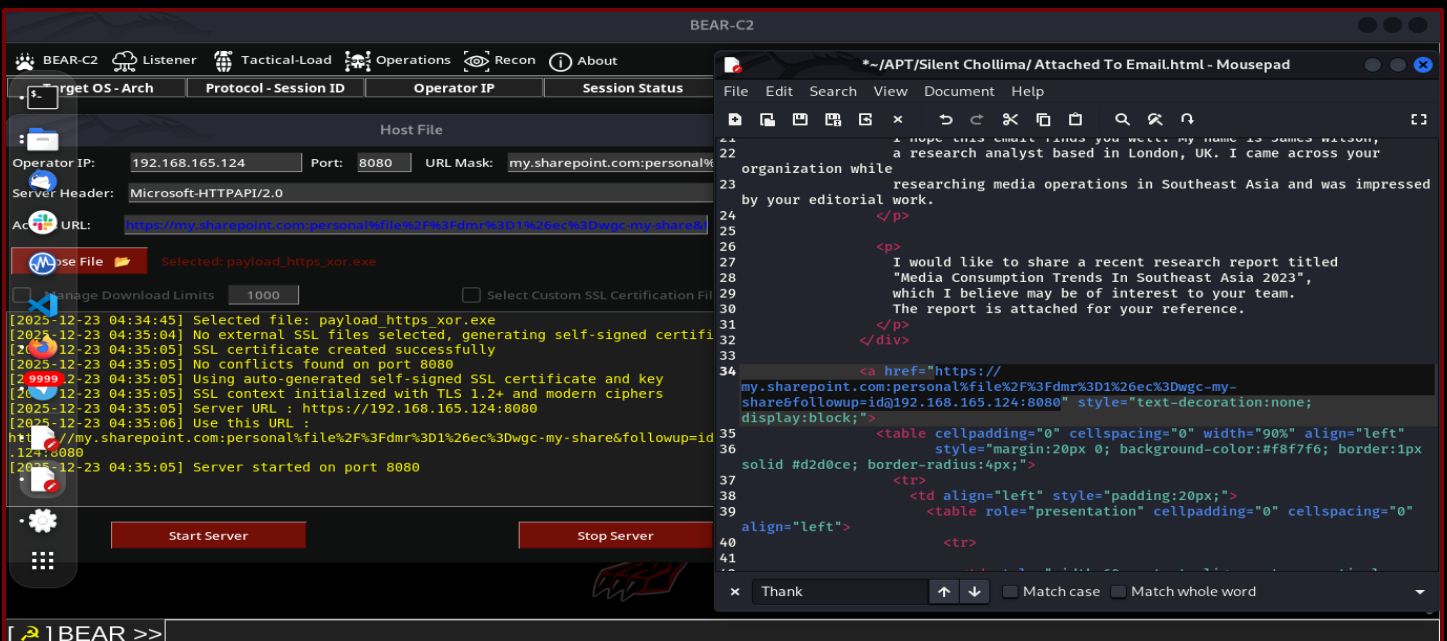 BEAR-C2
BEAR-C2 Listener Tactical-Load Operations Recon About
Target OS - Arch Protocol - Session ID Operator IP Session Status
Host File
Operator IP: 192.168.165.124 Port: 8080 URL Mask: my.sharepoint.com:personal%
Server Header: Microsoft-HTTPAPI/2.0
URL: https://my.sharepoint.com:personal%file%2F%3Fdmr%3D1%26ec%3Dwgc-my-share&
File Selected: payload_https_xor.exe
Manage Download Limits 1000 Select Custom SSL Certification Fil
[2025-12-23 04:34:45] Selected file: payload_https_xor.exe
[2025-12-23 04:35:04] No external SSL files selected, generating self-signed certifi
12-23 04:35:05] SSL certificate created successfully
12-23 04:35:05] No conflicts found on port 8080
12-23 04:35:05] Using auto-generated self-signed SSL certificate and key
12-23 04:35:05] SSL context initialized with TLS 1.2+ and modern ciphers
12-23 04:35:05] Server URL : https://192.168.165.124:8080
[2025-12-23 04:35:06] Use this URL :
//my.sharepoint.com:personal%file%2F%3Fdmr%3D1%26ec%3Dwgc-my-share&followup=id
.124:8080
[2025-12-23 04:35:05] Server started on port 8080
Start Server Stop Server
[ ☭ ] BEAR >>
9999
*~/APT/Silent Chollima/ Attached To Email.html - Mousepad
File Edit Search View Document Help
21 I hope this email finds you well. My name is James Wilson,
22 a research analyst based in London, UK. I came across your
organization while
23 researching media operations in Southeast Asia and was impressed
by your editorial work.
24 </p>
25
26 <p>
27 I would like to share a recent research report titled
28 "Media Consumption Trends In Southeast Asia 2023",
29 which I believe may be of interest to your team.
30 The report is attached for your reference.
31 </p>
32 </div>
33
34 <a href="https://
my.sharepoint.com:personal%file%2F%3Fdmr%3D1%26ec%3Dwgc-my-
share&followup=id@192.168.165.124:8080" style="text-decoration:none;
display:block;">
35 <table cellpadding="0" cellspacing="0" width="90%" align="left"
36 style="margin:20px 0; background-color:#f8f7f6; border:1px
solid #d2d0ce; border-radius:4px;">
37 <tr>
38 <td align="left" style="padding:20px;">
39 <table role="presentation" cellpadding="0" cellspacing="0"
align="left">
40 <tr>
41
Thank Match case Match whole word